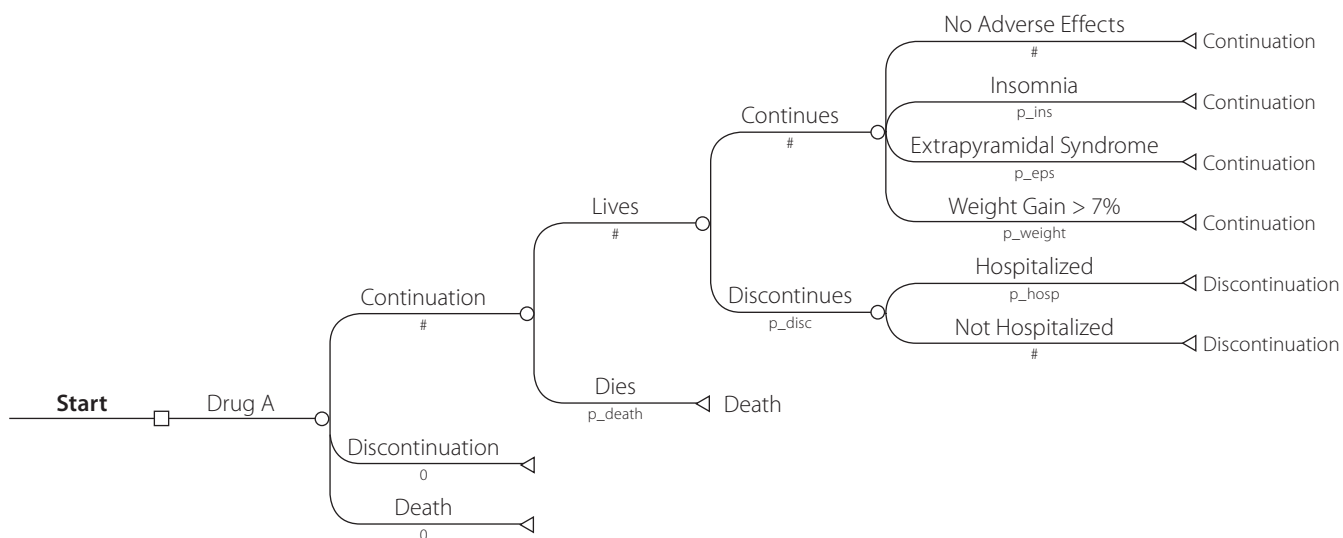 No Adverse Effects
#
Continuation
Insomnia
p_ins
Continuation
Continues
#
Extrapyramidal Syndrome
p_eps
Continuation
Lives
#
Weight Gain > 7%
p_weight
Continuation
Hospitalized
p_hosp
Discontinuation
Continuation
#
Discontinues
p_disc
Not Hospitalized
#
Discontinuation
Start
Drug A
Dies
p_death
Death
Discontinuation
0
Death
0